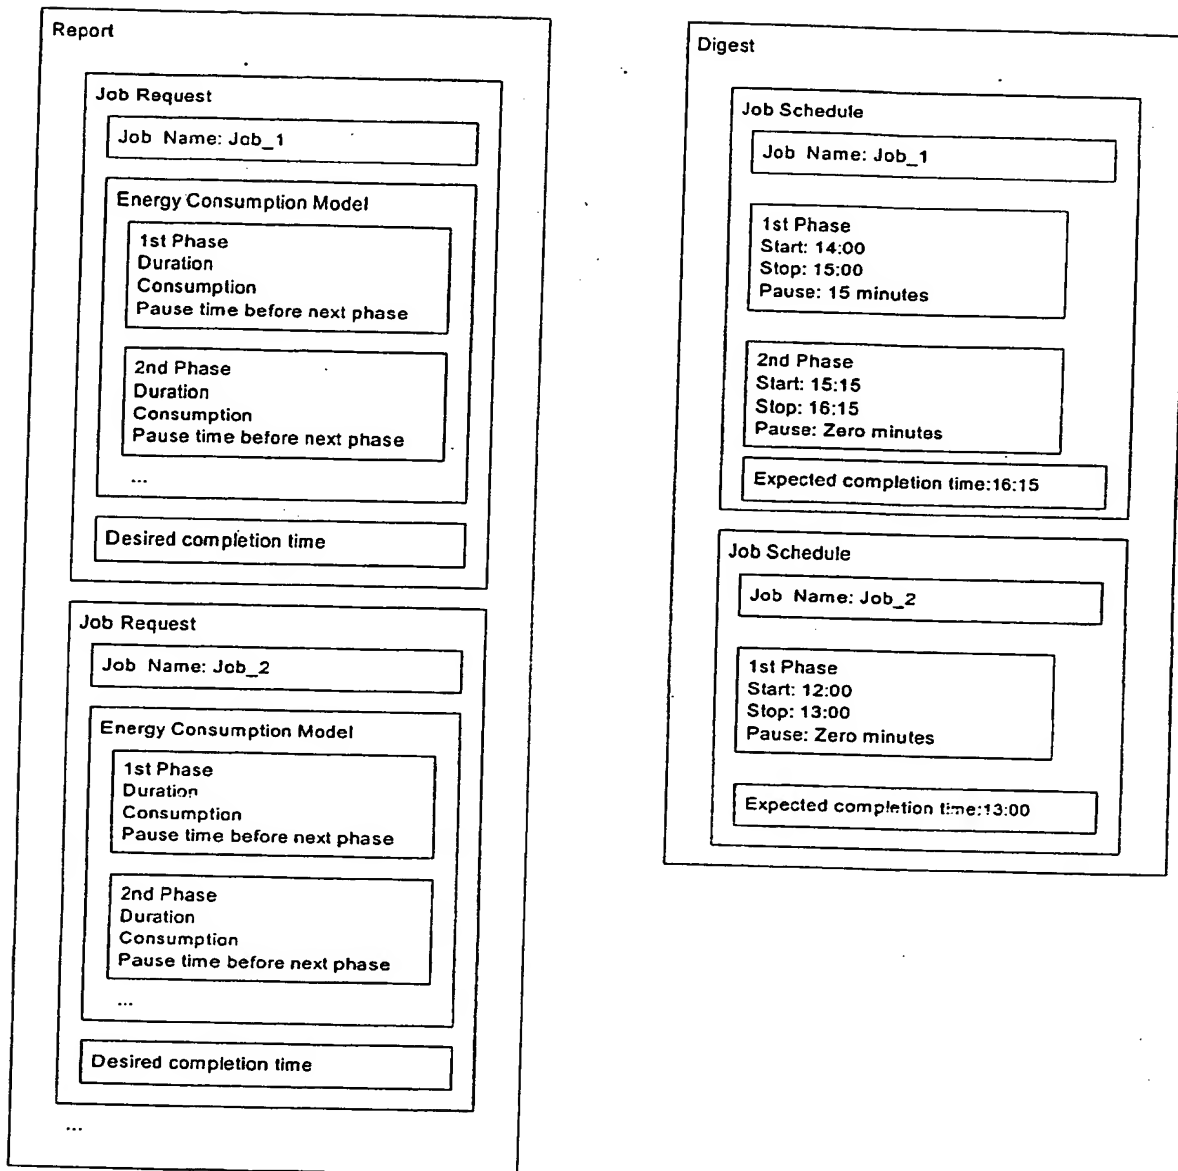 Report
Job Request
Job Name: Job_1
Energy Consumption Model
1st Phase
Duration
Consumption
Pause time before next phase
2nd Phase
Duration
Consumption
Pause time before next phase
...
Desired completion time
Job Request
Job Name: Job_2
Energy Consumption Model
1st Phase
Duration
Consumption
Pause time before next phase
2nd Phase
Duration
Consumption
Pause time before next phase
...
Desired completion time
...
Digest
Job Schedule
Job Name: Job_1
1st Phase
Start: 14:00
Stop: 15:00
Pause: 15 minutes
2nd Phase
Start: 15:15
Stop: 16:15
Pause: Zero minutes
Expected completion time:16:15
Job Schedule
Job Name: Job_2
1st Phase
Start: 12:00
Stop: 13:00
Pause: Zero minutes
Expected completion time:13:00